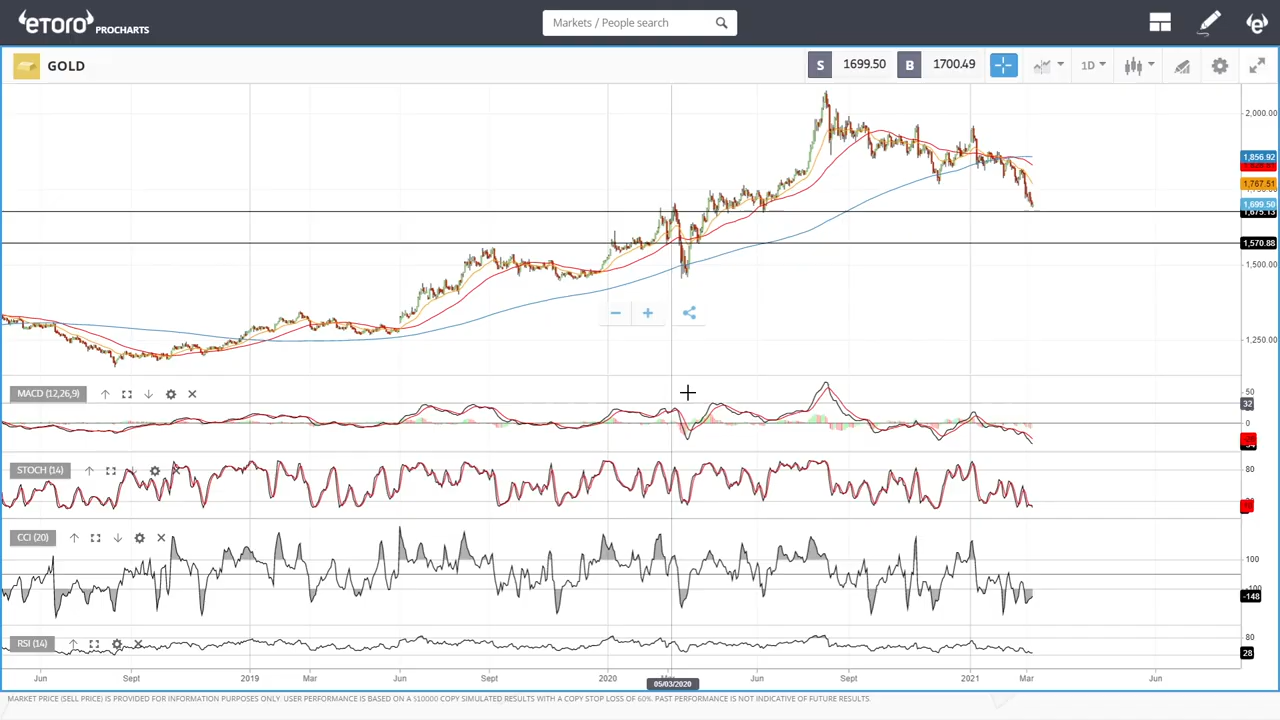 eTORO PROCHARTS
Markets / People search
GOLD
S 1699.50 B 1700.49 1D
2,000.00
1,856.92
1,767.51
1,699.50
1,675.13
1,570.88
1,500.00
1,250.00
MACD (12,26,9)
50
32
0
STOCH (14)
80
CCI (20)
100
-100
-148
RSI (14)
80
28
Jun Sept 2019 Mar Jun Sept 2020 Jun Sept 2021 Mar Jun
05/03/2020
MARKET PRICE (SELL PRICE) IS PROVIDED FOR INFORMATION PURPOSES ONLY. USER PERFORMANCE IS BASED ON A $10000 COPY SIMULATED RESULTS WITH A COPY STOP LOSS OF 60%. PAST PERFORMANCE IS NOT INDICATIVE OF FUTURE RESULTS.